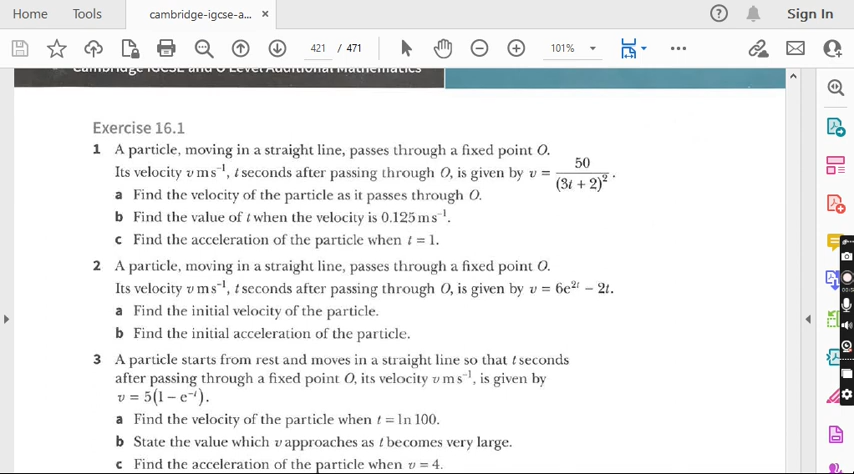 Home Tools cambridge-igcse-a... × Sign In
421 / 471 101%
Cambridge IGCSE and O Level Additional Mathematics
Exercise 16.1
1 A particle, moving in a straight line, passes through a fixed point O.
Its velocity v m s⁻¹, t seconds after passing through O, is given by v = 50 / (3t + 2)².
a Find the velocity of the particle as it passes through O.
b Find the value of t when the velocity is 0.125 m s⁻¹.
c Find the acceleration of the particle when t = 1.
2 A particle, moving in a straight line, passes through a fixed point O.
Its velocity v m s⁻¹, t seconds after passing through O, is given by v = 6e²ᵗ − 2t.
a Find the initial velocity of the particle.
b Find the initial acceleration of the particle.
3 A particle starts from rest and moves in a straight line so that t seconds
after passing through a fixed point O, its velocity v m s⁻¹, is given by
v = 5(1 − e⁻ᵗ).
a Find the velocity of the particle when t = ln 100.
b State the value which v approaches as t becomes very large.
c Find the acceleration of the particle when v = 4.